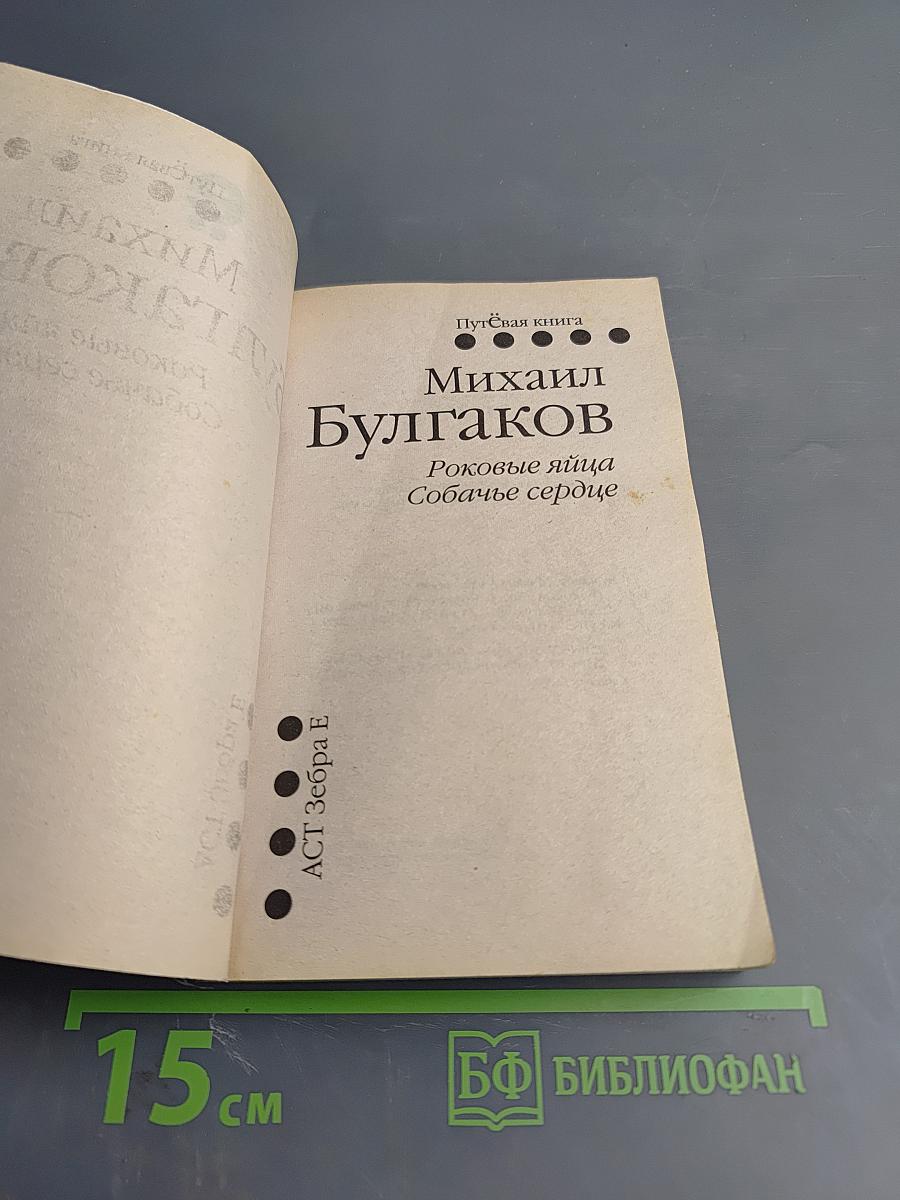 ПутЁвая книга
Михаил
Булгаков
Роковые яйца
Собачье сердце
АСТ Зебра Е
15 см
БФ БИБЛИОФАН